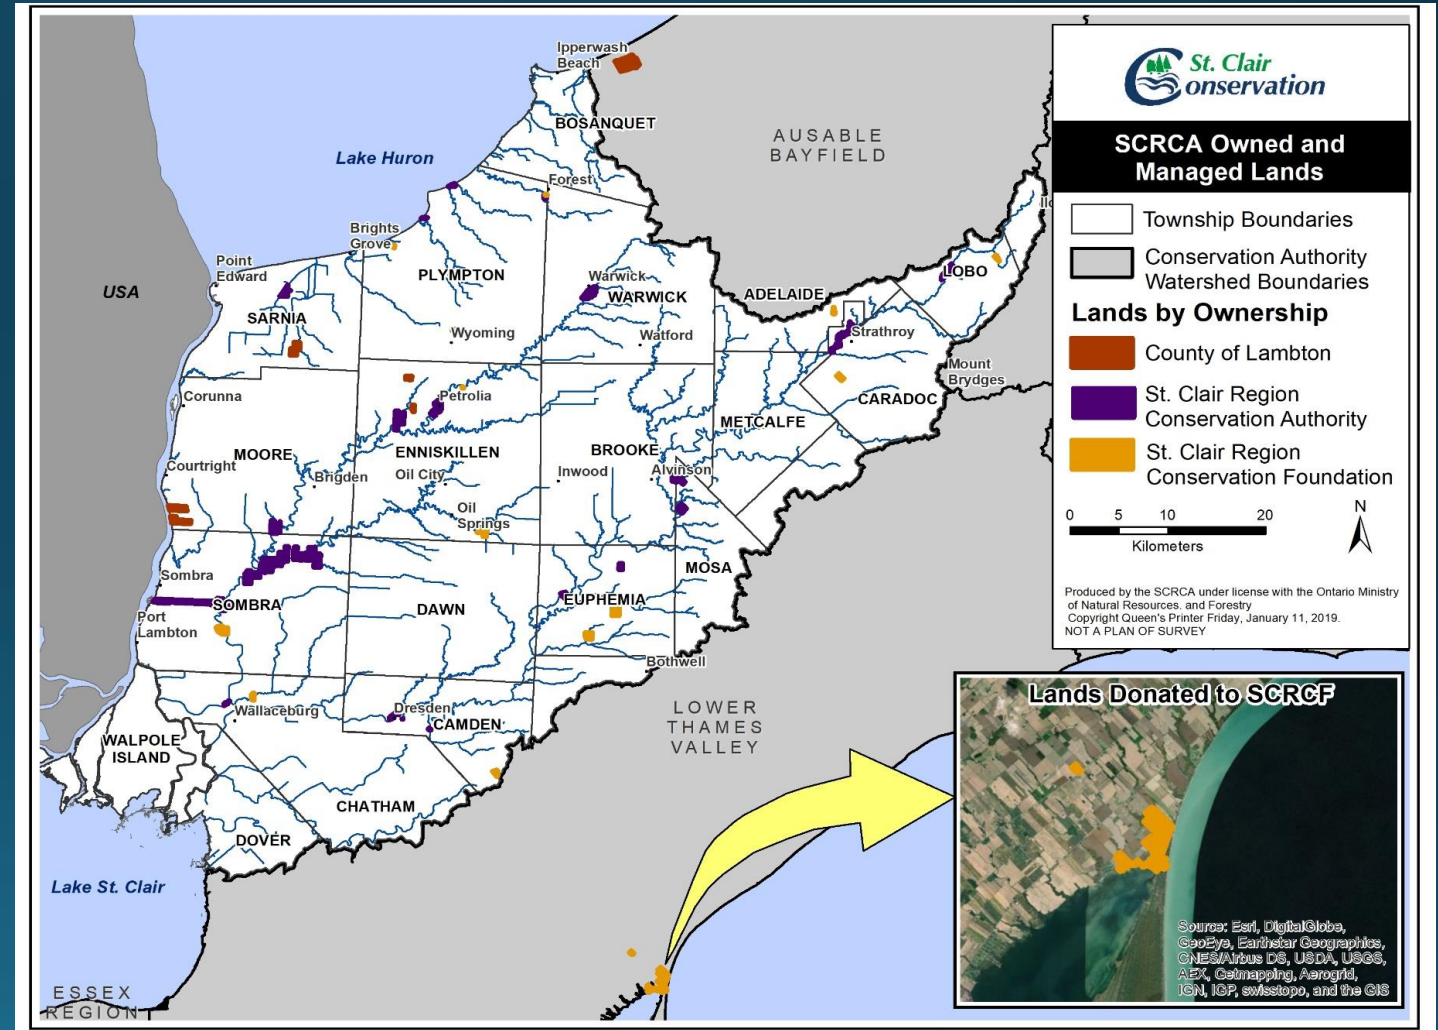 Ipperwash
Beach
BOSANQUET
AUSABLE
BAYFIELD
Lake Huron
Forest
Brights
Grove
Point
Edward
PLYMPTON
Warwick
WARWICK
ADELAIDE
LOBO
USA
SARNIA
Wyoming
Watford
Strathroy
Mount
Brydges
Corunna
Petrolia
CARADOC
METCALFE
MOORE
ENNISKILLEN
BROOKE
Courtright
Brigden
Oil City
Inwood
Alvinson
Oil
Springs
Sombra
SOMBRA
DAWN
EUPHEMIA
MOSA
Port
Lambton
Bothwell
Wallaceburg
Dresden
CAMDEN
LOWER
THAMES
VALLEY
WALPOLE
ISLAND
CHATHAM
DOVER
Lake St. Clair
ESSEX
REGION
St. Clair
Conservation
SCRCA Owned and
Managed Lands
Township Boundaries
Conservation Authority
Watershed Boundaries
Lands by Ownership
County of Lambton
St. Clair Region
Conservation Authority
St. Clair Region
Conservation Foundation
N
0 5 10 20
Kilometers
Produced by the SCRCA under license with the Ontario Ministry
of Natural Resources. and Forestry
Copyright Queen's Printer Friday, January 11, 2019.
NOT A PLAN OF SURVEY
Lands Donated to SCRCF
Source: Esri, DigitalGlobe,
GeoEye, Earthstar Geographics,
CNES/Airbus DS, USDA, USGS,
AEX, Getmapping, Aerogrid,
IGN, IGP, swisstopo, and the GIS